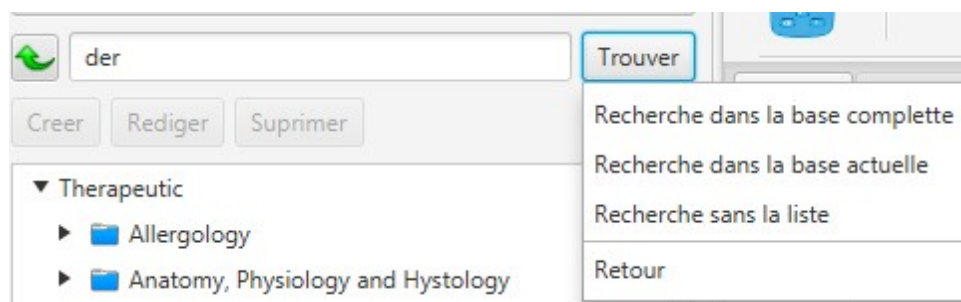 der
Trouver
Creer
Rediger
Suprimer
Recherche dans la base complette
Recherche dans la base actuelle
Recherche sans la liste
Retour
Therapeutic
Allergology
Anatomy, Physiology and Hystology